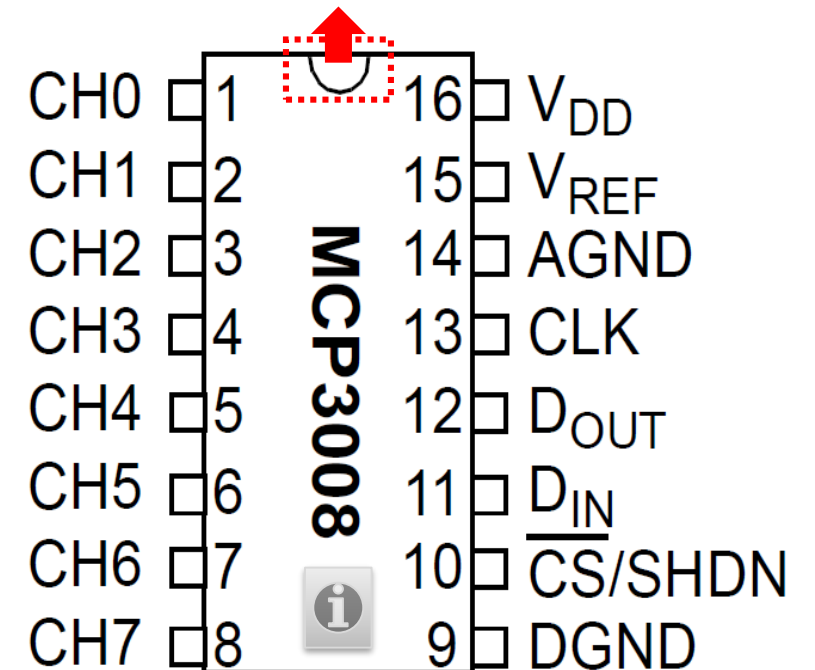 CH0 1 16 VDD
CH1 2 15 VREF
CH2 3 14 AGND
CH3 4 13 CLK
CH4 5 12 DOUT
CH5 6 11 DIN
CH6 7 10 CS/SHDN
CH7 8 9 DGND
MCP3008
i